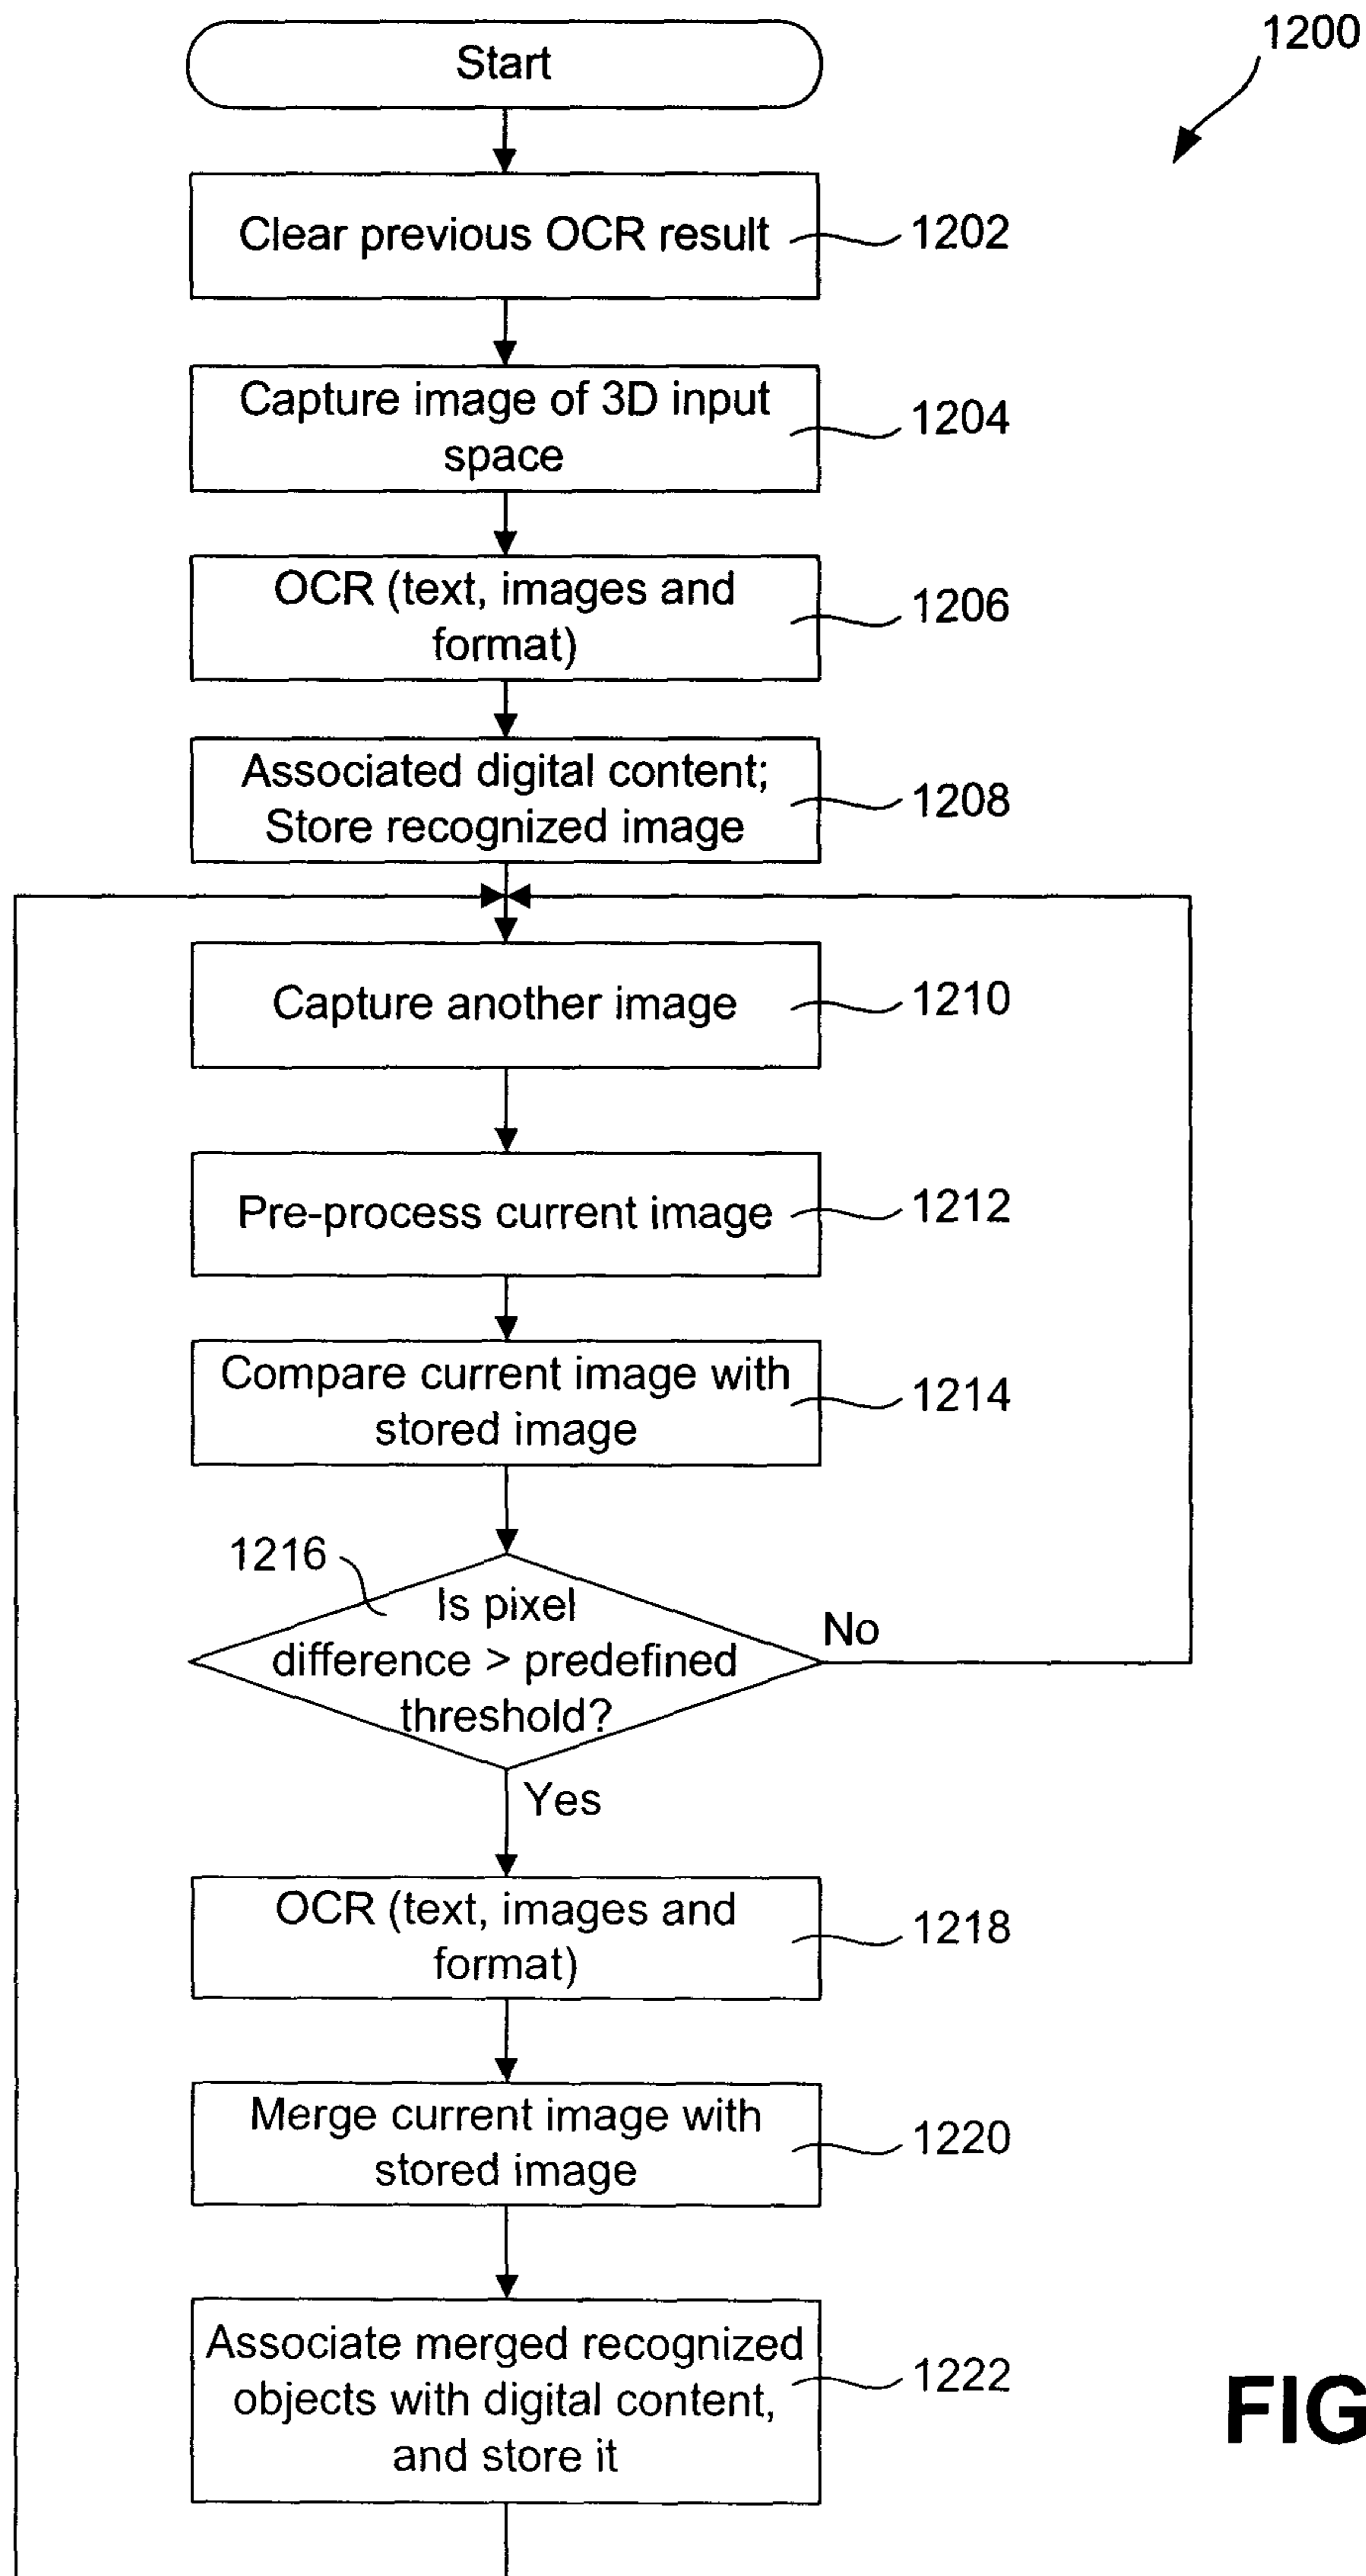 1200
Start
Clear previous OCR result
1202
Capture image of 3D input
space
1204
OCR (text, images and
format)
1206
Associated digital content;
Store recognized image
1208
Capture another image
1210
Pre-process current image
1212
Compare current image with
stored image
1214
1216
Is pixel
difference > predefined
threshold?
No
Yes
OCR (text, images and
format)
1218
Merge current image with
stored image
1220
Associate merged recognized
objects with digital content,
and store it
1222
FIG